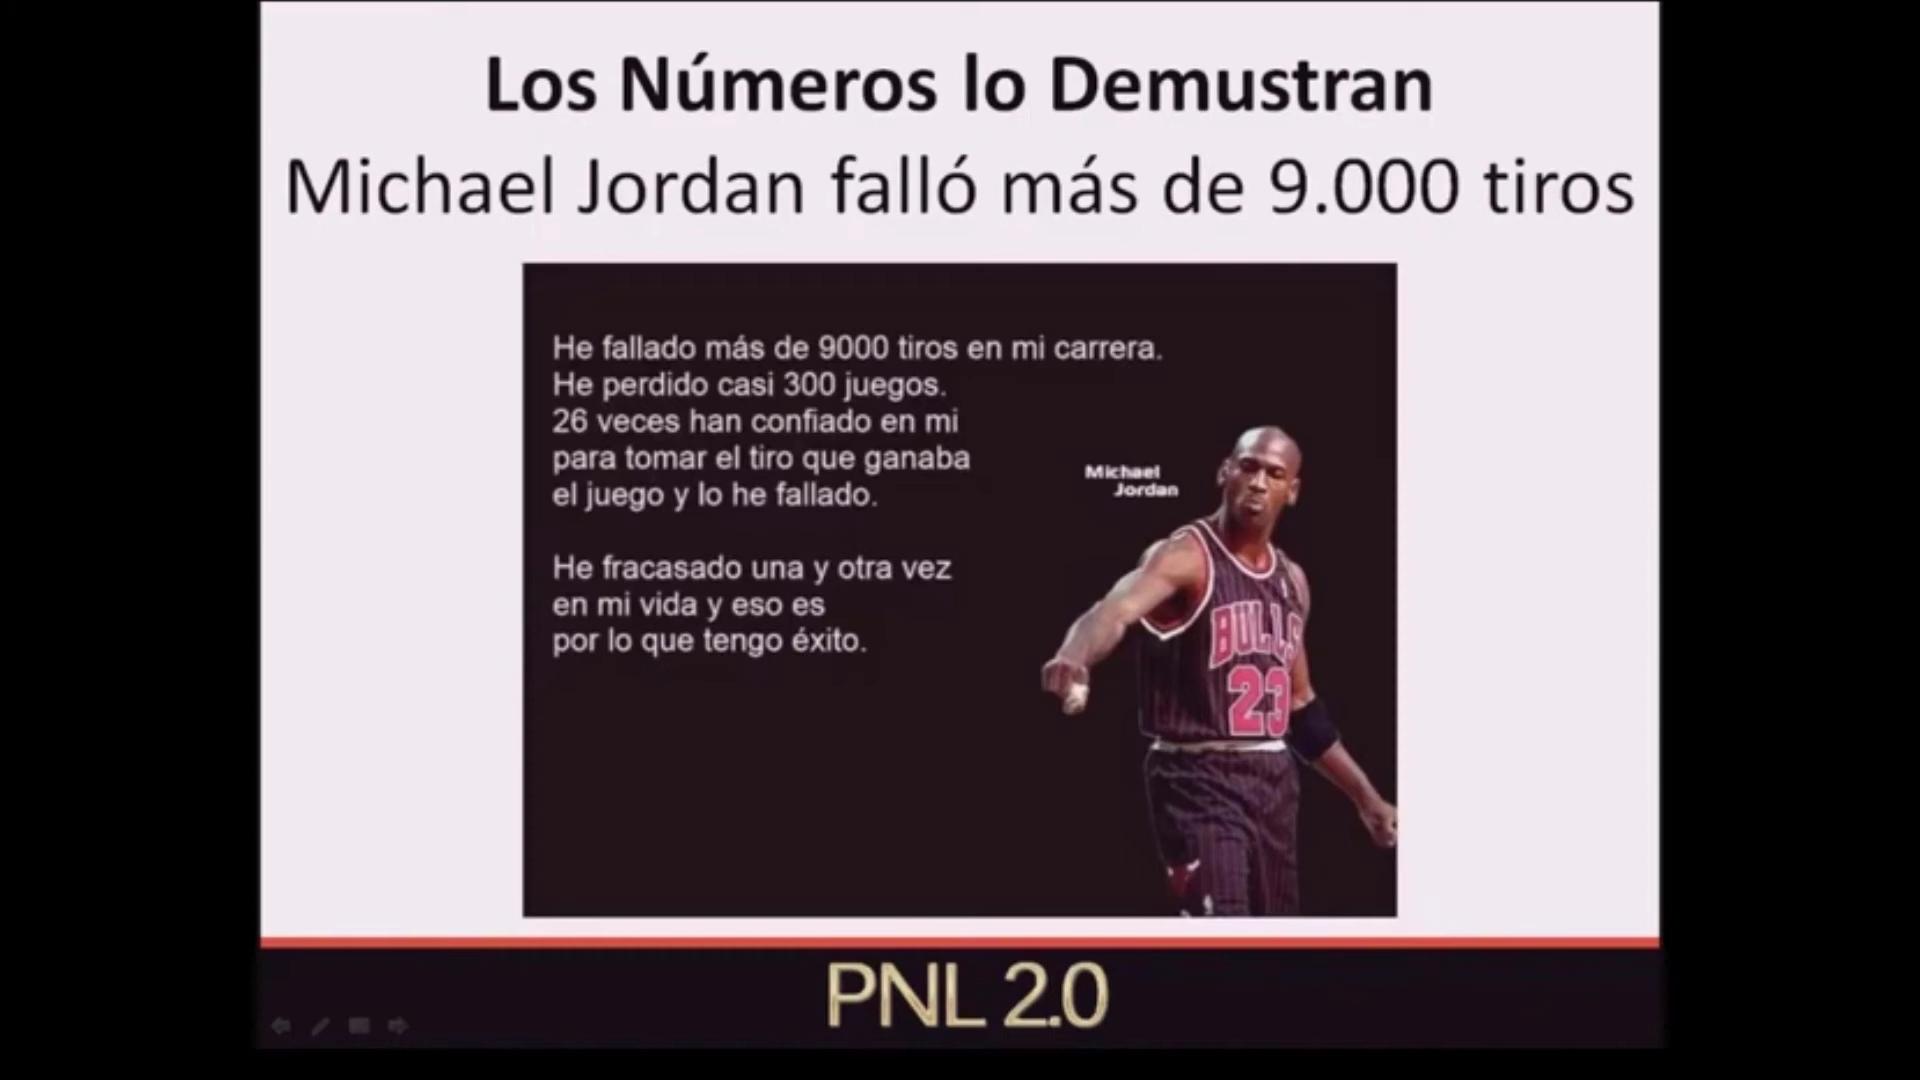 Los Números lo Demustran
Michael Jordan falló más de 9.000 tiros
He fallado más de 9000 tiros en mi carrera.
He perdido casi 300 juegos.
26 veces han confiado en mi
para tomar el tiro que ganaba
el juego y lo he fallado.
He fracasado una y otra vez
en mi vida y eso es
por lo que tengo éxito.
Michael
Jordan
BULLS
23
PNL 2.0